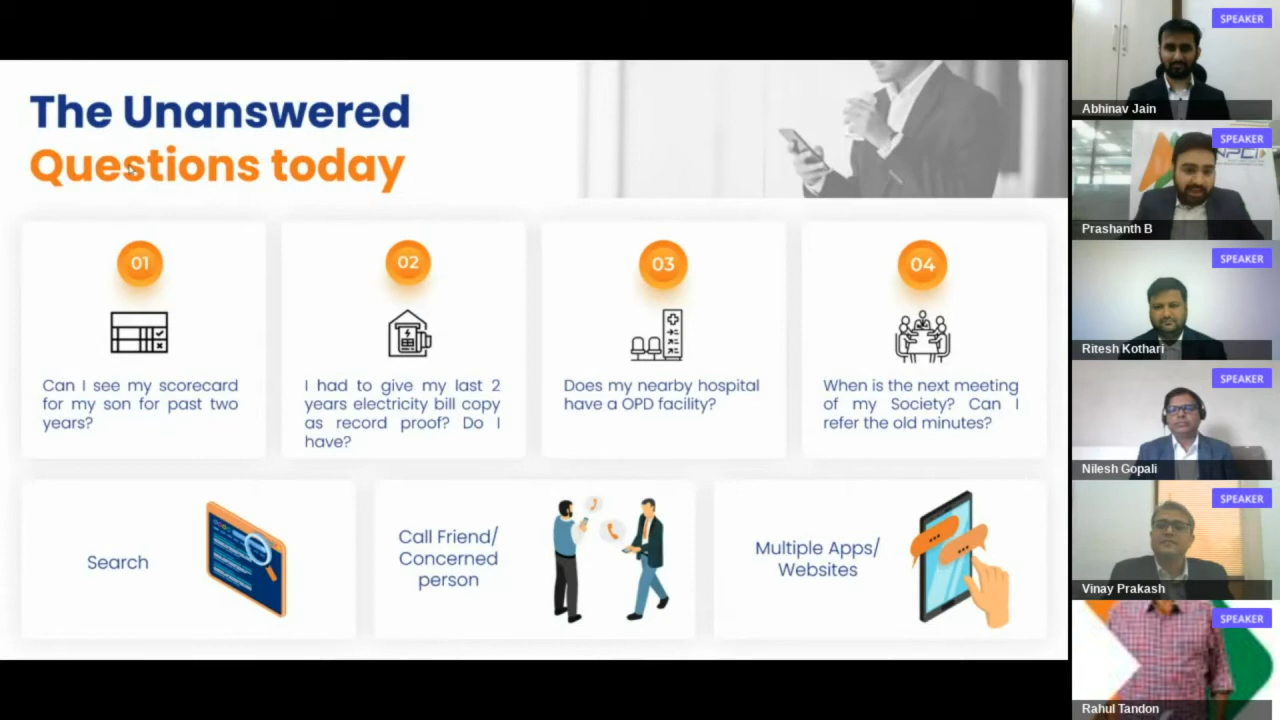 The Unanswered
Questions today
01
Can I see my scorecard
for my son for past two
years?
02
I had to give my last 2
years electricity bill copy
as record proof? Do I
have?
03
Does my nearby hospital
have a OPD facility?
04
When is the next meeting
of my Society? Can I
refer the old minutes?
Search
Call Friend/
Concerned
person
Multiple Apps/
Websites
SPEAKER
Abhinav Jain
SPEAKER
NPCI
Prashanth B
SPEAKER
Ritesh Kothari
SPEAKER
Nilesh Gopali
SPEAKER
Vinay Prakash
SPEAKER
Rahul Tandon